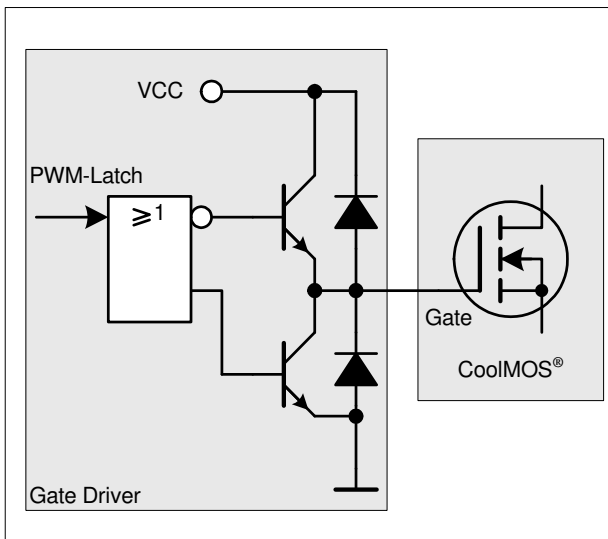 VCC
PWM-Latch
≥1
Gate
CoolMOS®
Gate Driver